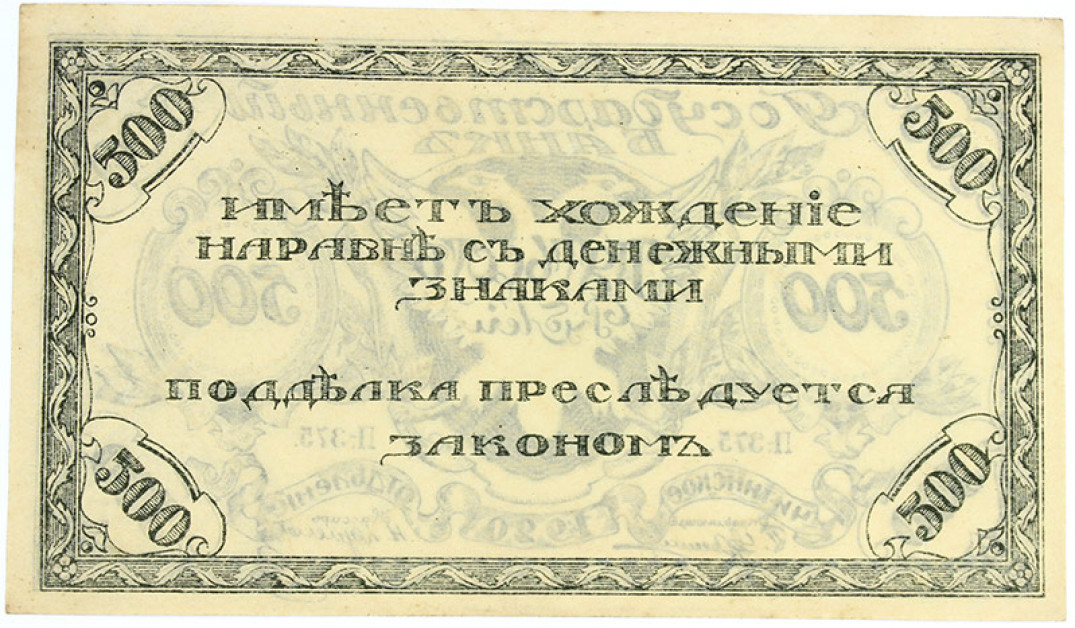 500 500
ИМѢЕТЪ ХОЖДЕНІЕ
НАРАВНѢ СЪ ДЕНЕЖНЫМИ
ЗНАКАМИ
ПОДДѢЛКА ПРЕСЛѢДУЕТСЯ
ЗАКОНОМЪ
500 500